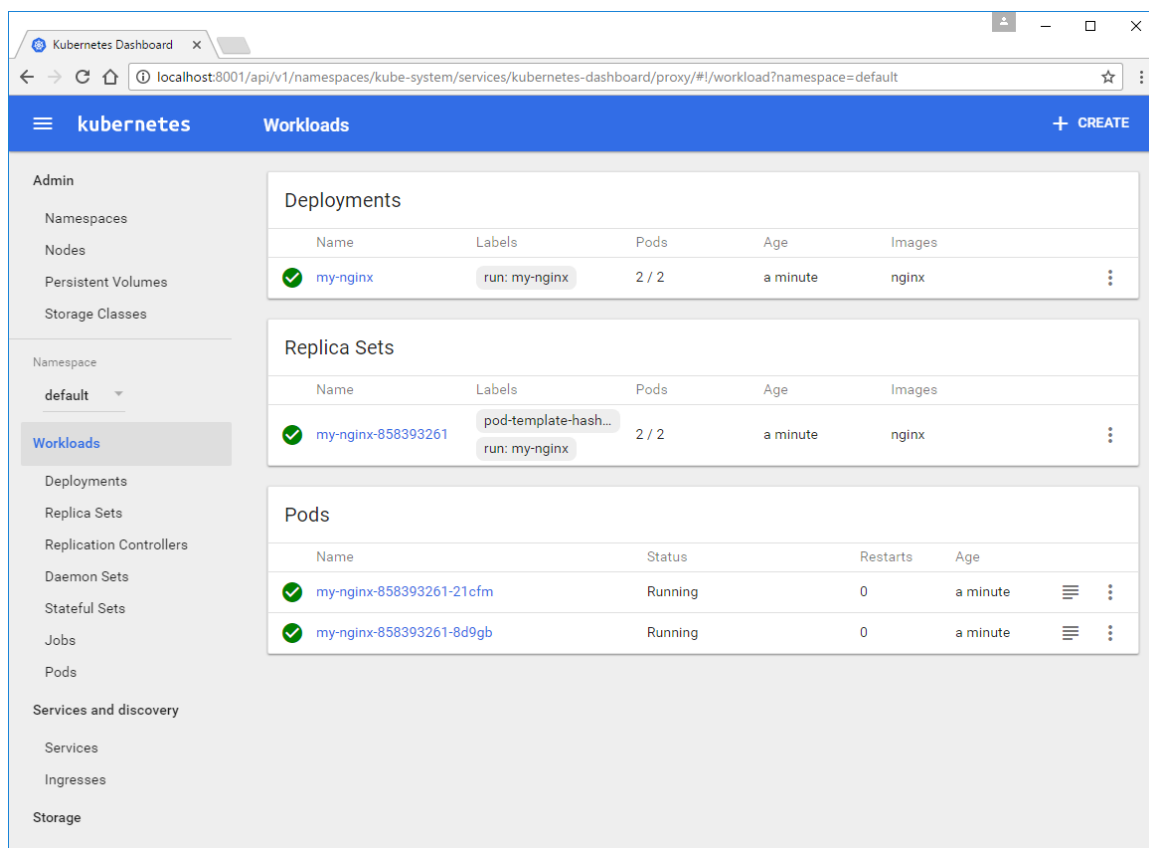 Kubernetes Dashboard
localhost:8001/api/v1/namespaces/kube-system/services/kubernetes-dashboard/proxy/#!/workload?namespace=default
kubernetes
Workloads
+ CREATE
Admin
Namespaces
Nodes
Persistent Volumes
Storage Classes
Namespace
default
Workloads
Deployments
Replica Sets
Replication Controllers
Daemon Sets
Stateful Sets
Jobs
Pods
Services and discovery
Services
Ingresses
Storage
Deployments
Name Labels Pods Age Images
my-nginx run: my-nginx 2 / 2 a minute nginx
Replica Sets
Name Labels Pods Age Images
my-nginx-858393261 pod-template-hash... 2 / 2 a minute nginx
run: my-nginx
Pods
Name Status Restarts Age
my-nginx-858393261-21cfm Running 0 a minute
my-nginx-858393261-8d9gb Running 0 a minute